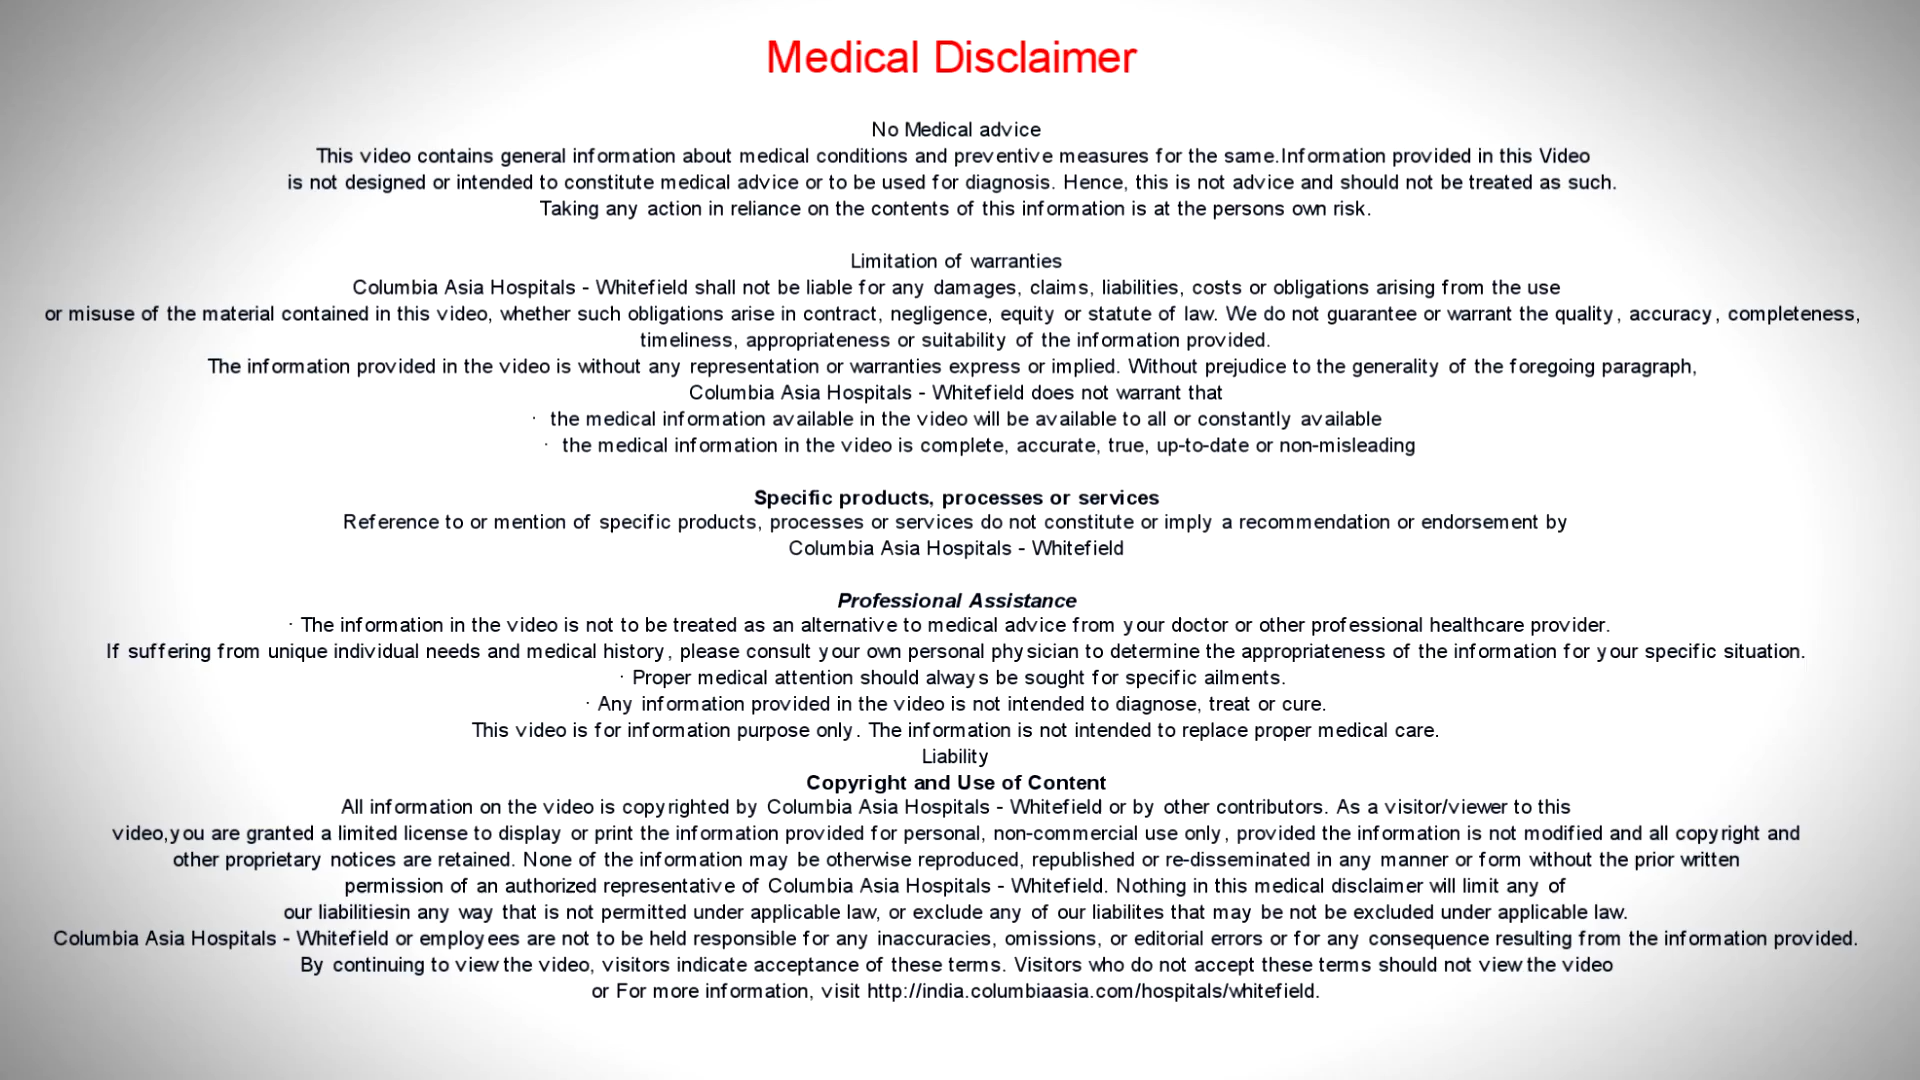 Medical Disclaimer
No Medical advice
This video contains general information about medical conditions and preventive measures for the same.Information provided in this Video
is not designed or intended to constitute medical advice or to be used for diagnosis. Hence, this is not advice and should not be treated as such.
Taking any action in reliance on the contents of this information is at the persons own risk.
Limitation of warranties
Columbia Asia Hospitals - Whitefield shall not be liable for any damages, claims, liabilities, costs or obligations arising from the use
or misuse of the material contained in this video, whether such obligations arise in contract, negligence, equity or statute of law. We do not guarantee or warrant the quality, accuracy, completeness,
timeliness, appropriateness or suitability of the information provided.
The information provided in the video is without any representation or warranties express or implied. Without prejudice to the generality of the foregoing paragraph,
Columbia Asia Hospitals - Whitefield does not warrant that
· the medical information available in the video will be available to all or constantly available
· the medical information in the video is complete, accurate, true, up-to-date or non-misleading
Specific products, processes or services
Reference to or mention of specific products, processes or services do not constitute or imply a recommendation or endorsement by
Columbia Asia Hospitals - Whitefield
Professional Assistance
· The information in the video is not to be treated as an alternative to medical advice from your doctor or other professional healthcare provider.
If suffering from unique individual needs and medical history, please consult your own personal physician to determine the appropriateness of the information for your specific situation.
· Proper medical attention should always be sought for specific ailments.
· Any information provided in the video is not intended to diagnose, treat or cure.
This video is for information purpose only. The information is not intended to replace proper medical care.
Liability
Copyright and Use of Content
All information on the video is copyrighted by Columbia Asia Hospitals - Whitefield or by other contributors. As a visitor/viewer to this
video,you are granted a limited license to display or print the information provided for personal, non-commercial use only, provided the information is not modified and all copyright and
other proprietary notices are retained. None of the information may be otherwise reproduced, republished or re-disseminated in any manner or form without the prior written
permission of an authorized representative of Columbia Asia Hospitals - Whitefield. Nothing in this medical disclaimer will limit any of
our liabilitiesin any way that is not permitted under applicable law, or exclude any of our liabilites that may be not be excluded under applicable law.
Columbia Asia Hospitals - Whitefield or employees are not to be held responsible for any inaccuracies, omissions, or editorial errors or for any consequence resulting from the information provided.
By continuing to view the video, visitors indicate acceptance of these terms. Visitors who do not accept these terms should not view the video
or For more information, visit http://india.columbiaasia.com/hospitals/whitefield.